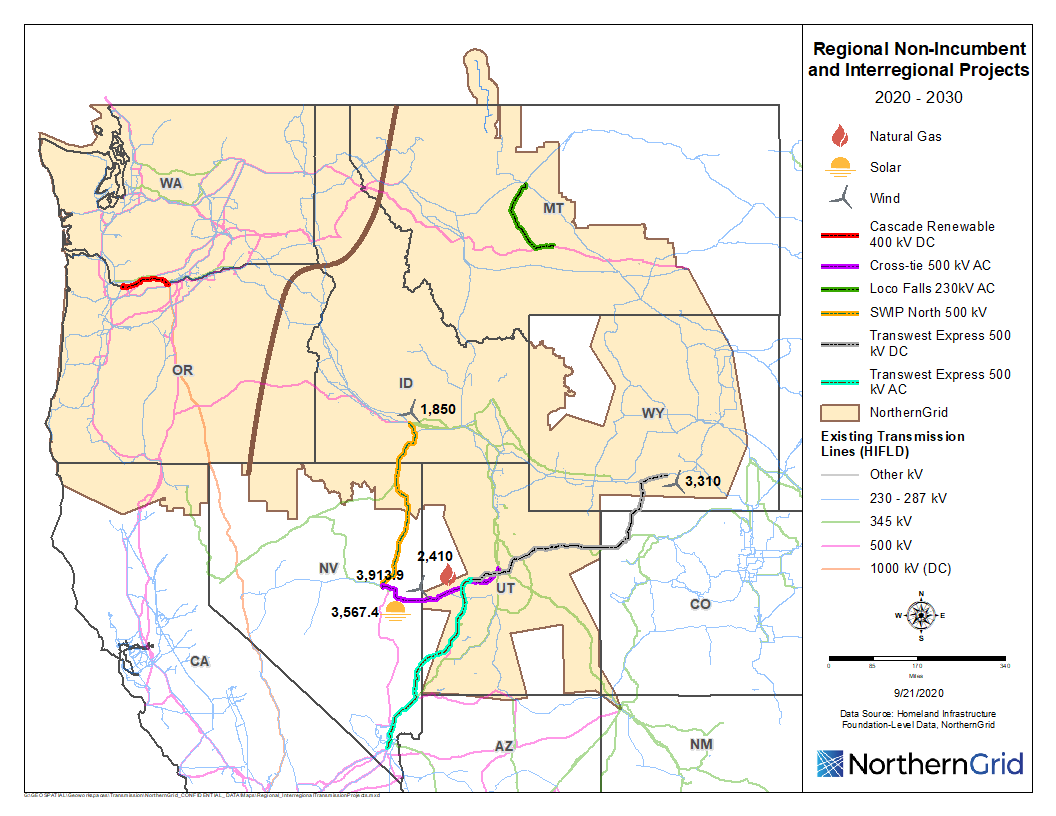 Regional Non-Incumbent
and Interregional Projects
2020 - 2030
Natural Gas
Solar
Wind
Cascade Renewable
400 kV DC
Cross-tie 500 kV AC
Loco Falls 230kV AC
SWIP North 500 kV
Transwest Express 500
kV DC
Transwest Express 500
kV AC
NorthernGrid
Existing Transmission
Lines (HIFLD)
Other kV
230 - 287 kV
345 kV
500 kV
1000 kV (DC)
N
W E
S
0 85 170 340
Miles
9/21/2020
Data Source: Homeland Infrastructure
Foundation-Level Data, NorthernGrid
NorthernGrid
WA
MT
OR
ID
1,850
WY
3,310
2,410
NV
3,913.9
UT
3,567.4
CO
CA
AZ
NM